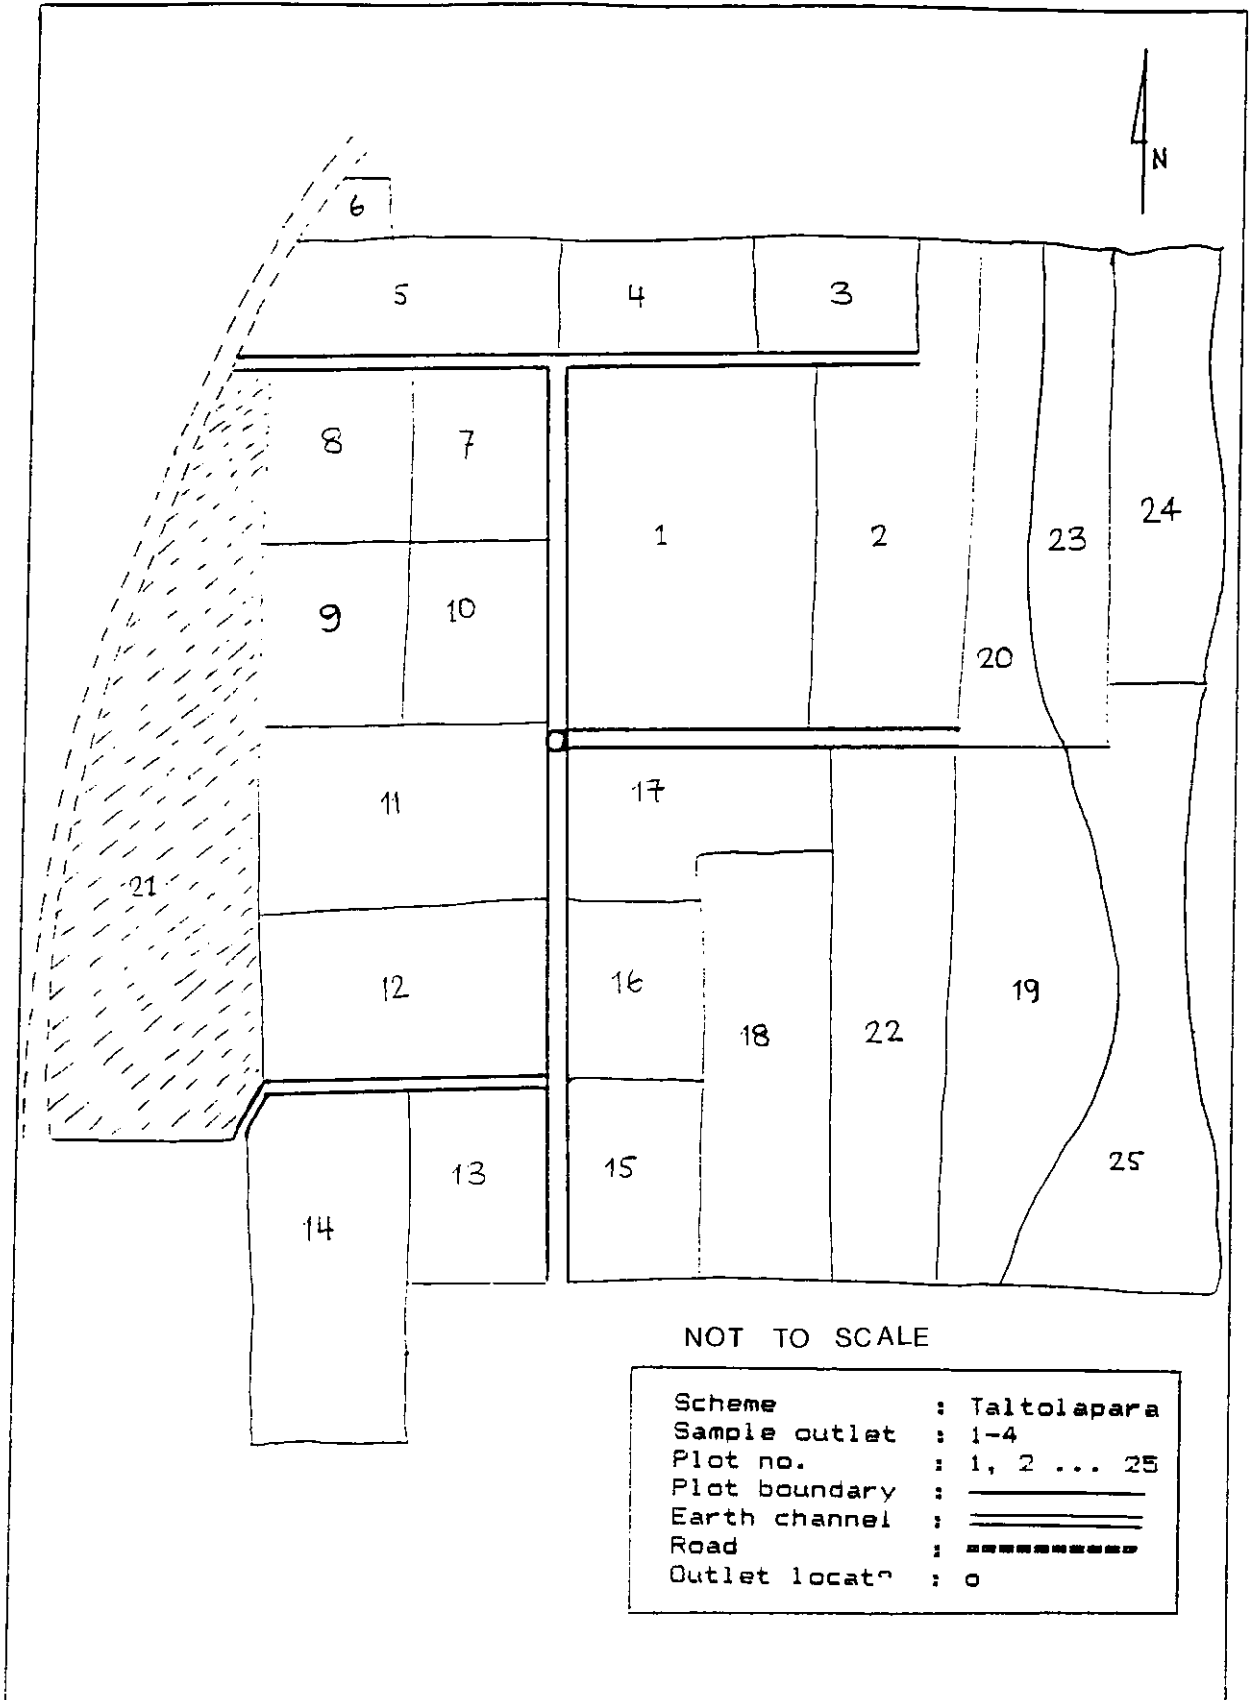 N
6
5 4 3
8 7
1 2 23 24
9 10
20
11 17
21
12 16 18 22 19
13 15 25
14
NOT TO SCALE
Scheme : Taltolapara
Sample outlet : 1-4
Plot no. : 1, 2 ... 25
Plot boundary :
Earth channel :
Road :
Outlet locatⁿ : o